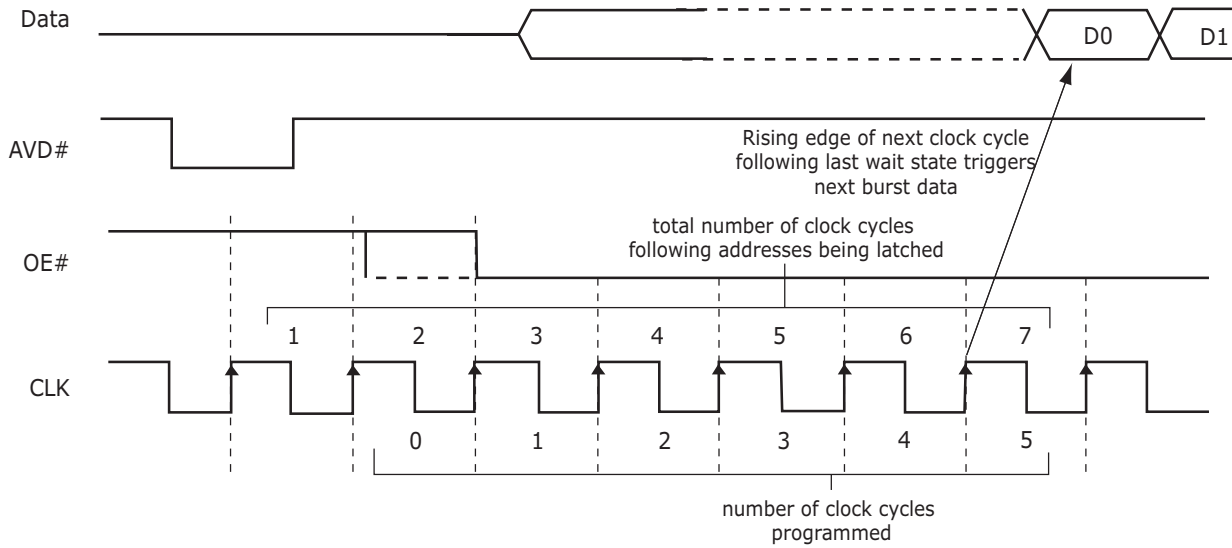 Data
D0
D1
AVD#
Rising edge of next clock cycle
following last wait state triggers
next burst data
total number of clock cycles
following addresses being latched
OE#
1 2 3 4 5 6 7
CLK
0 1 2 3 4 5
number of clock cycles
programmed